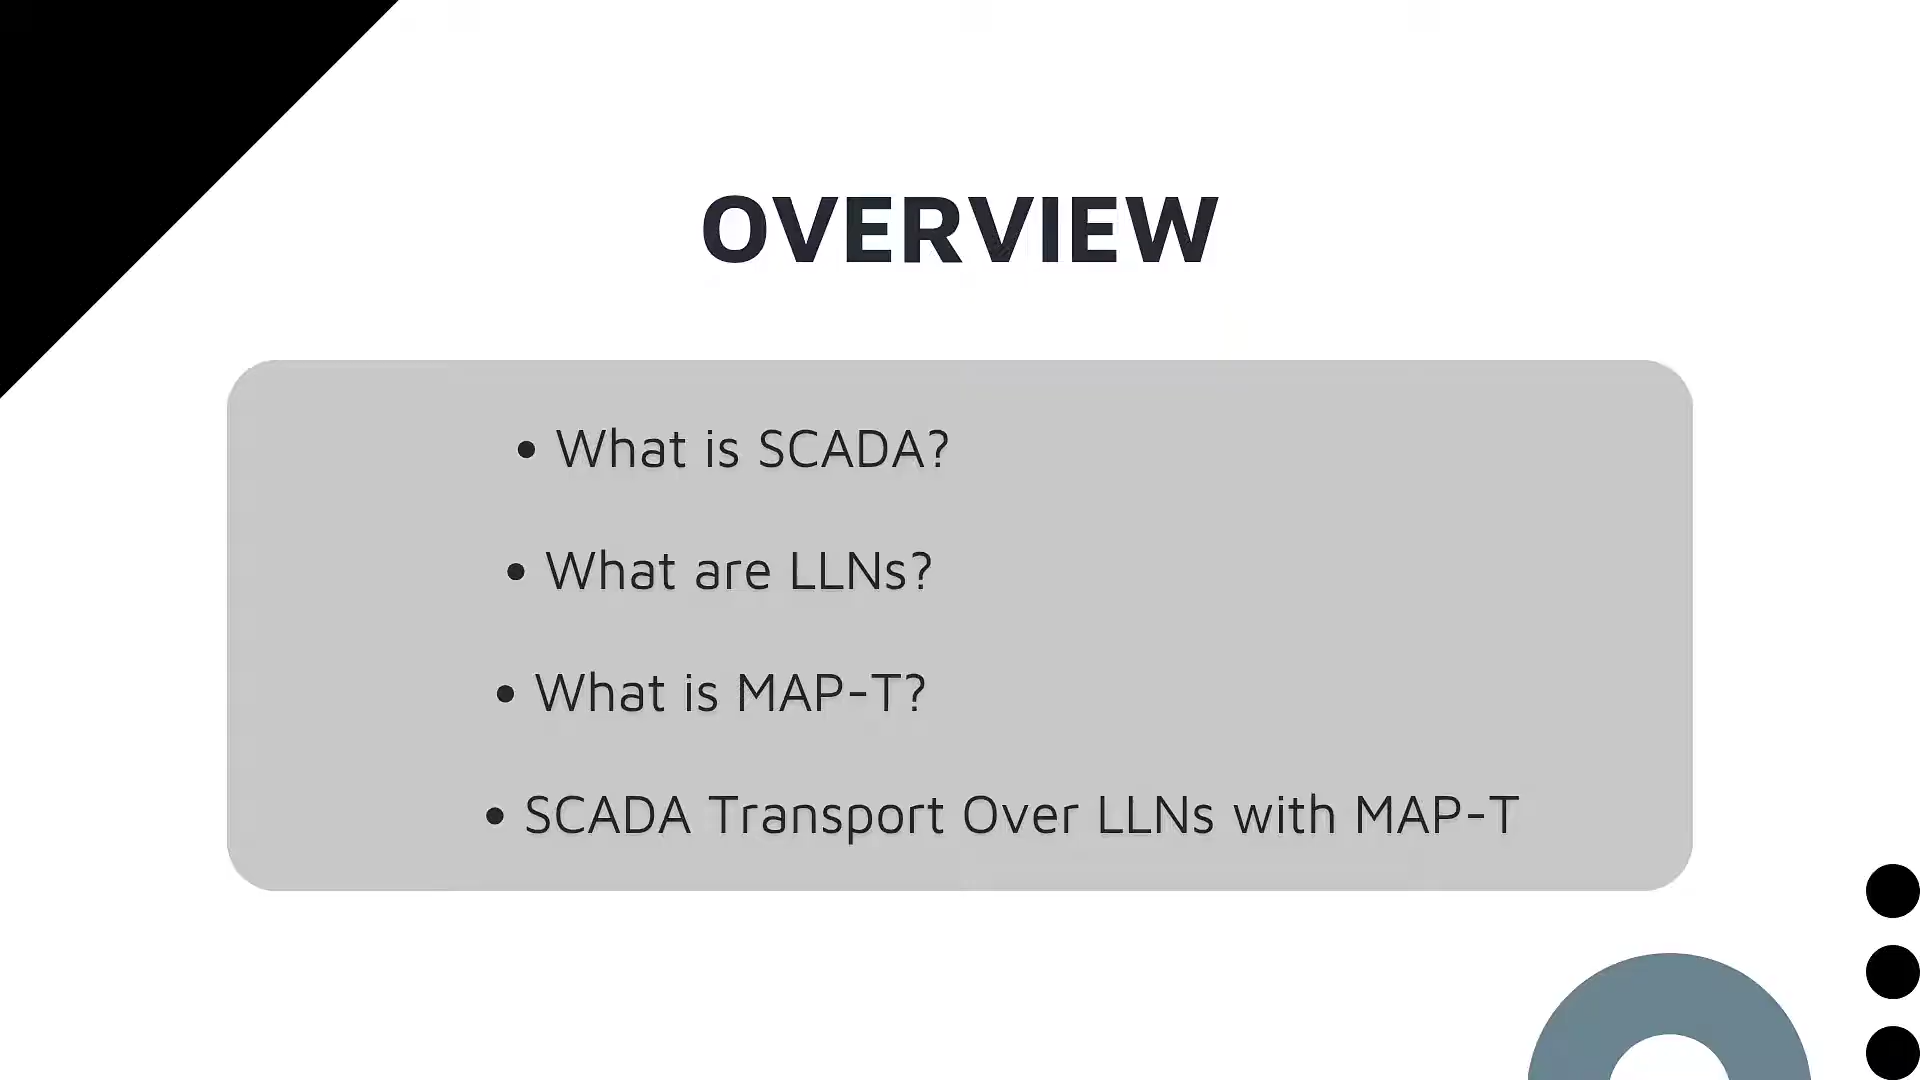 OVERVIEW
• What is SCADA?
• What are LLNs?
• What is MAP-T?
• SCADA Transport Over LLNs with MAP-T